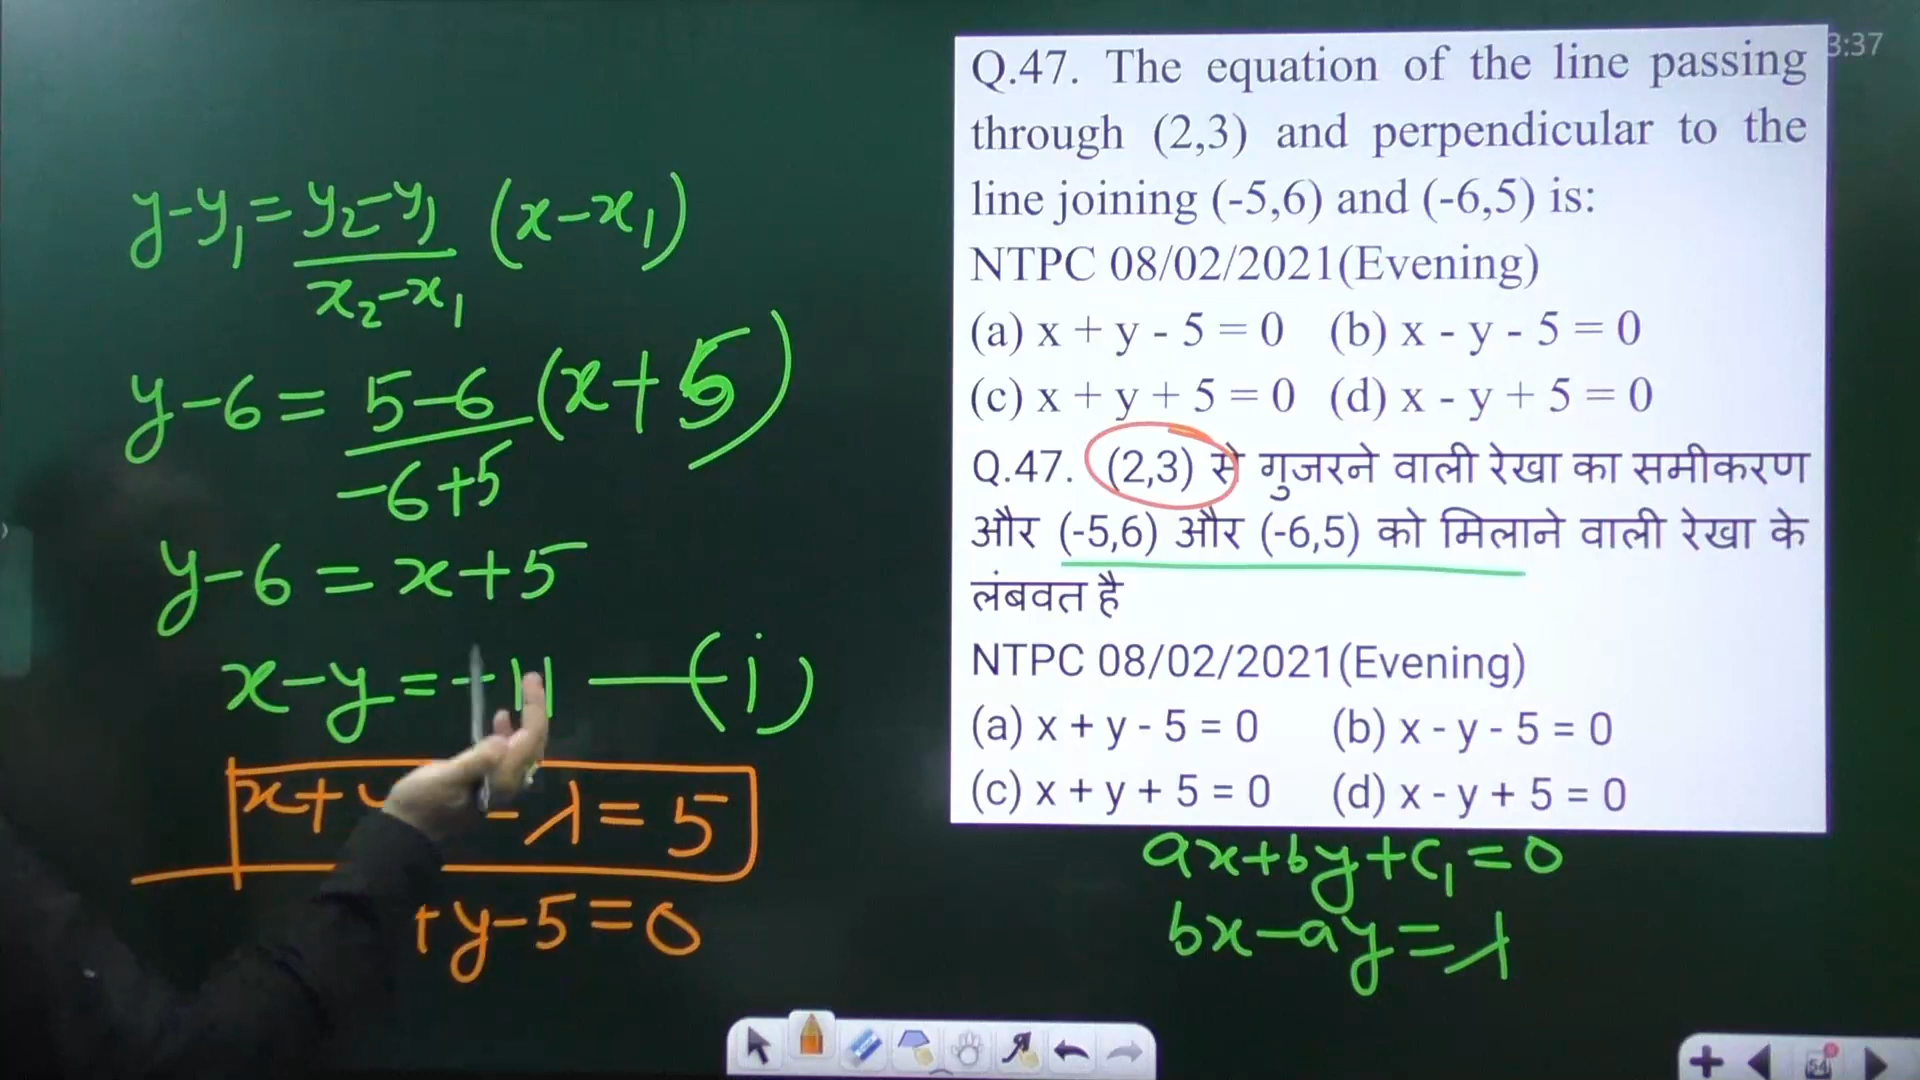 y-y₁=y₂-y₁/x₂-x₁ (x-x₁)
y-6=5-6/-6+5 (x+5)
y-6=x+5
x-y=-11 —(i)
x+ -λ=5
+y-5=0
3:37
Q.47. The equation of the line passing
through (2,3) and perpendicular to the
line joining (-5,6) and (-6,5) is:
NTPC 08/02/2021(Evening)
(a) x + y - 5 = 0 (b) x - y - 5 = 0
(c) x + y + 5 = 0 (d) x - y + 5 = 0
Q.47. (2,3) से गुजरने वाली रेखा का समीकरण
और (-5,6) और (-6,5) को मिलाने वाली रेखा के
लंबवत है
NTPC 08/02/2021(Evening)
(a) x + y - 5 = 0 (b) x - y - 5 = 0
(c) x + y + 5 = 0 (d) x - y + 5 = 0
ax+by+c₁=0
bx-ay=λ
54